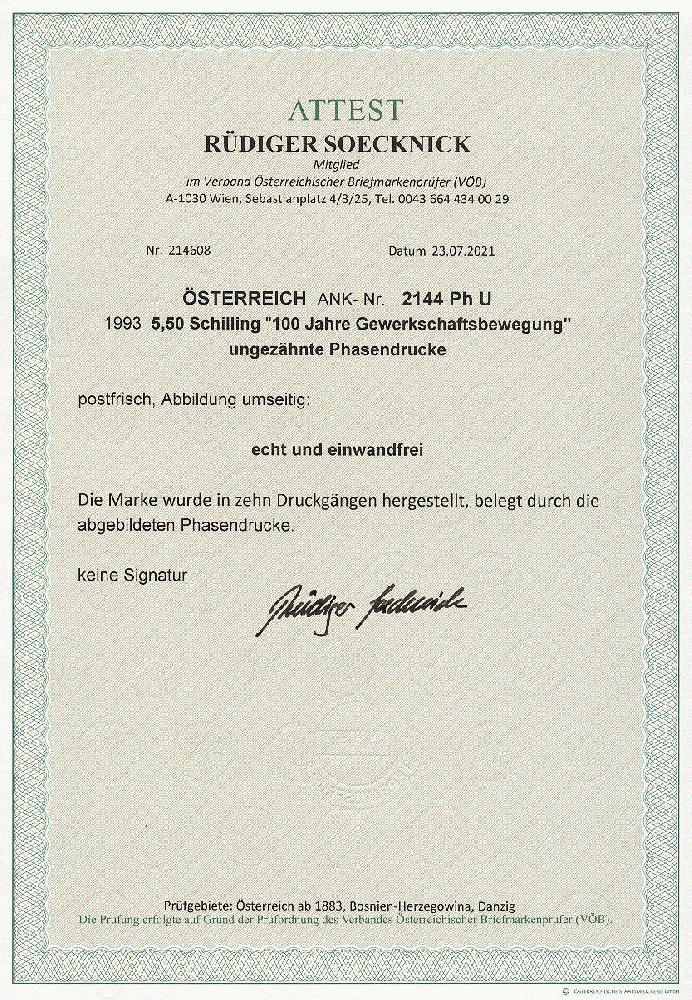 ATTEST
RÜDIGER SOECKNICK
Mitglied
im Verband Österreichischer Briefmarkenprüfer (VÖB)
A-1030 Wien, Sebastianplatz 4/3/25, Tel. 0043 664 434 00 29
Nr. 214608 Datum 23.07.2021
ÖSTERREICH ANK- Nr. 2144 Ph U
1993 5,50 Schilling "100 Jahre Gewerkschaftsbewegung"
ungezähnte Phasendrucke
postfrisch, Abbildung umseitig:
echt und einwandfrei
Die Marke wurde in zehn Druckgängen hergestellt, belegt durch die
abgebildeten Phasendrucke.
keine Signatur
Rüdiger Soecknick
Prüfgebiete: Österreich ab 1883, Bosnien-Herzegowina, Danzig
Die Prüfung erfolgte auf Grund der Prüfordnung des Verbandes Österreichischer Briefmarkenprüfer (VÖB).